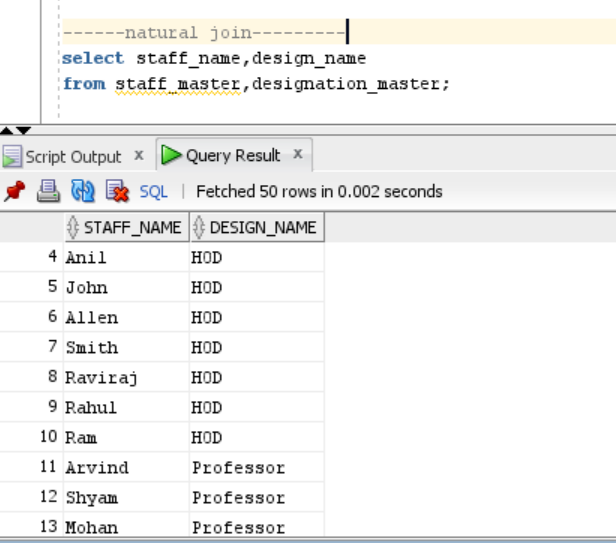 ------natural join---------
select staff_name,design_name
from staff_master,designation_master;
Script Output x Query Result x
SQL | Fetched 50 rows in 0.002 seconds
STAFF_NAME DESIGN_NAME
4 Anil HOD
5 John HOD
6 Allen HOD
7 Smith HOD
8 Raviraj HOD
9 Rahul HOD
10 Ram HOD
11 Arvind Professor
12 Shyam Professor
13 Mohan Professor